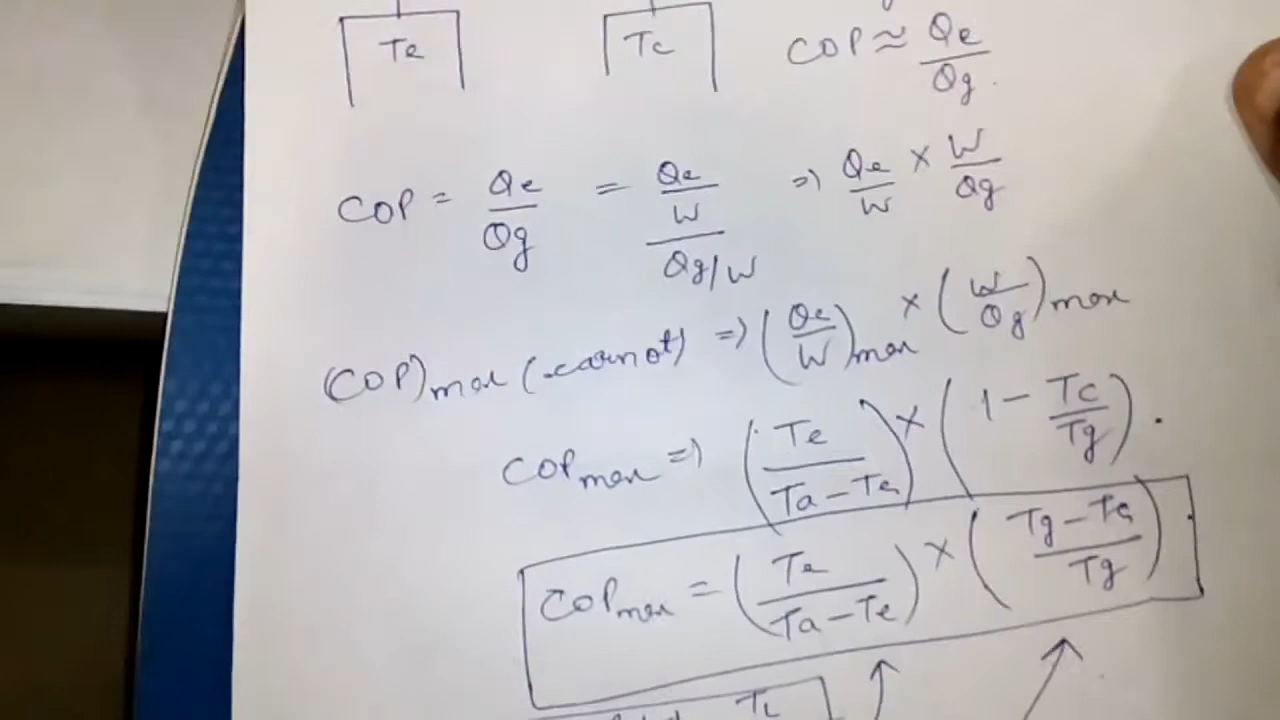 Te Tc COP ≈ Qe/Qg
COP = Qe/Qg = (Qe/W)/(Qg/W) => Qe/W × W/Qg
(COP)max (carnot) => (Qe/W)max × (W/Qg)max
COPmax => (Te/(Ta-Te)) × (1 - Tc/Tg).
COPmax = (Te/(Ta-Te)) × ((Tg-Tc)/Tg)
TL